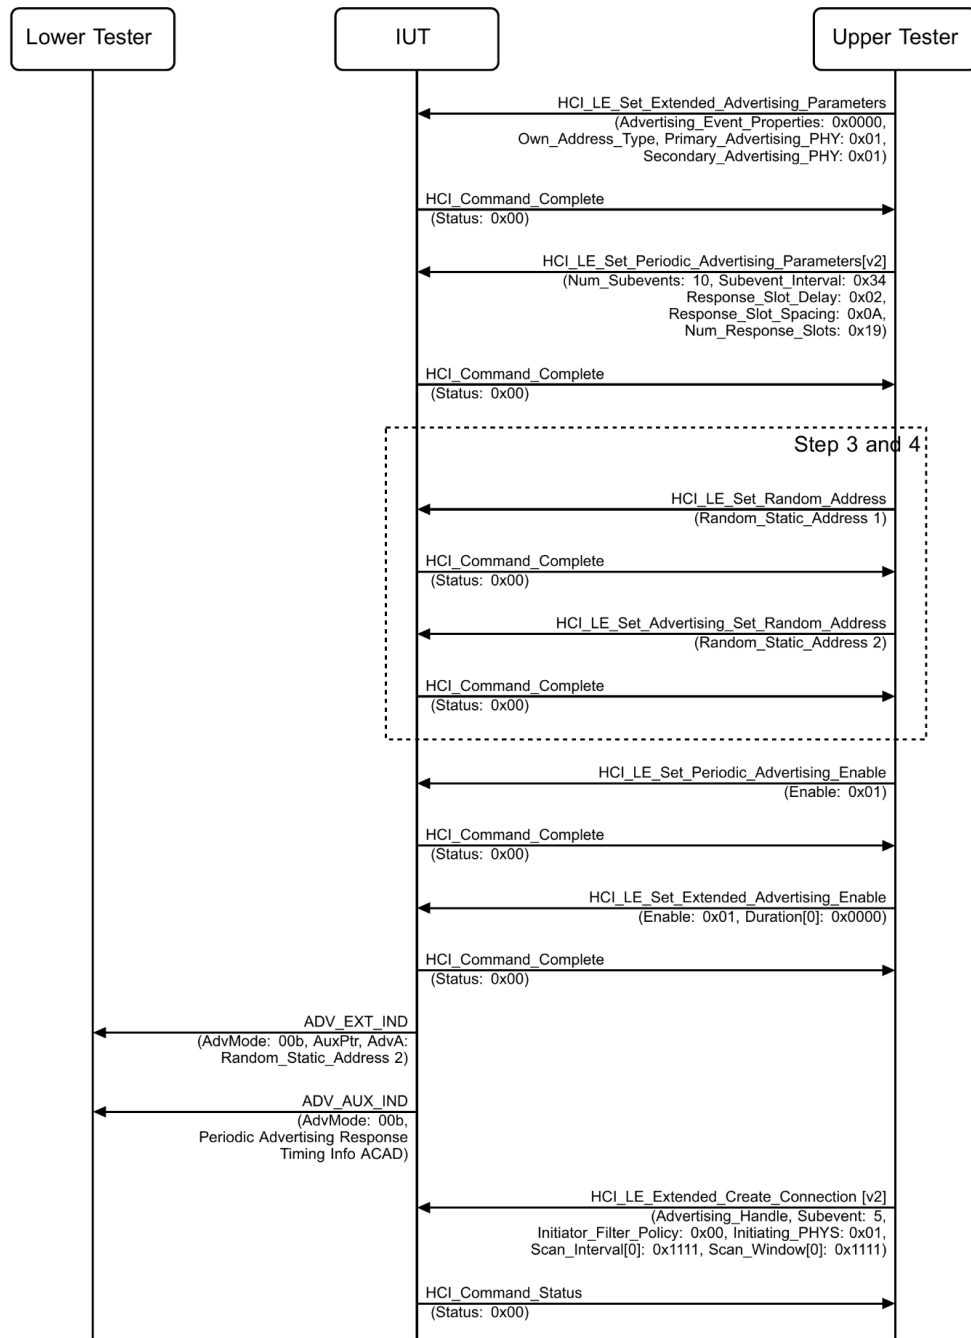 Lower Tester
IUT
Upper Tester
HCI_LE_Set_Extended_Advertising_Parameters
(Advertising_Event_Properties: 0x0000,
Own_Address_Type, Primary_Advertising_PHY: 0x01,
Secondary_Advertising_PHY: 0x01)
HCI_Command_Complete
(Status: 0x00)
HCI_LE_Set_Periodic_Advertising_Parameters[v2]
(Num_Subevents: 10, Subevent_Interval: 0x34
Response_Slot_Delay: 0x02,
Response_Slot_Spacing: 0x0A,
Num_Response_Slots: 0x19)
HCI_Command_Complete
(Status: 0x00)
Step 3 and 4
HCI_LE_Set_Random_Address
(Random_Static_Address 1)
HCI_Command_Complete
(Status: 0x00)
HCI_LE_Set_Advertising_Set_Random_Address
(Random_Static_Address 2)
HCI_Command_Complete
(Status: 0x00)
HCI_LE_Set_Periodic_Advertising_Enable
(Enable: 0x01)
HCI_Command_Complete
(Status: 0x00)
HCI_LE_Set_Extended_Advertising_Enable
(Enable: 0x01, Duration[0]: 0x0000)
HCI_Command_Complete
(Status: 0x00)
ADV_EXT_IND
(AdvMode: 00b, AuxPtr, AdvA:
Random_Static_Address 2)
ADV_AUX_IND
(AdvMode: 00b,
Periodic Advertising Response
Timing Info ACAD)
HCI_LE_Extended_Create_Connection [v2]
(Advertising_Handle, Subevent: 5,
Initiator_Filter_Policy: 0x00, Initiating_PHYS: 0x01,
Scan_Interval[0]: 0x1111, Scan_Window[0]: 0x1111)
HCI_Command_Status
(Status: 0x00)